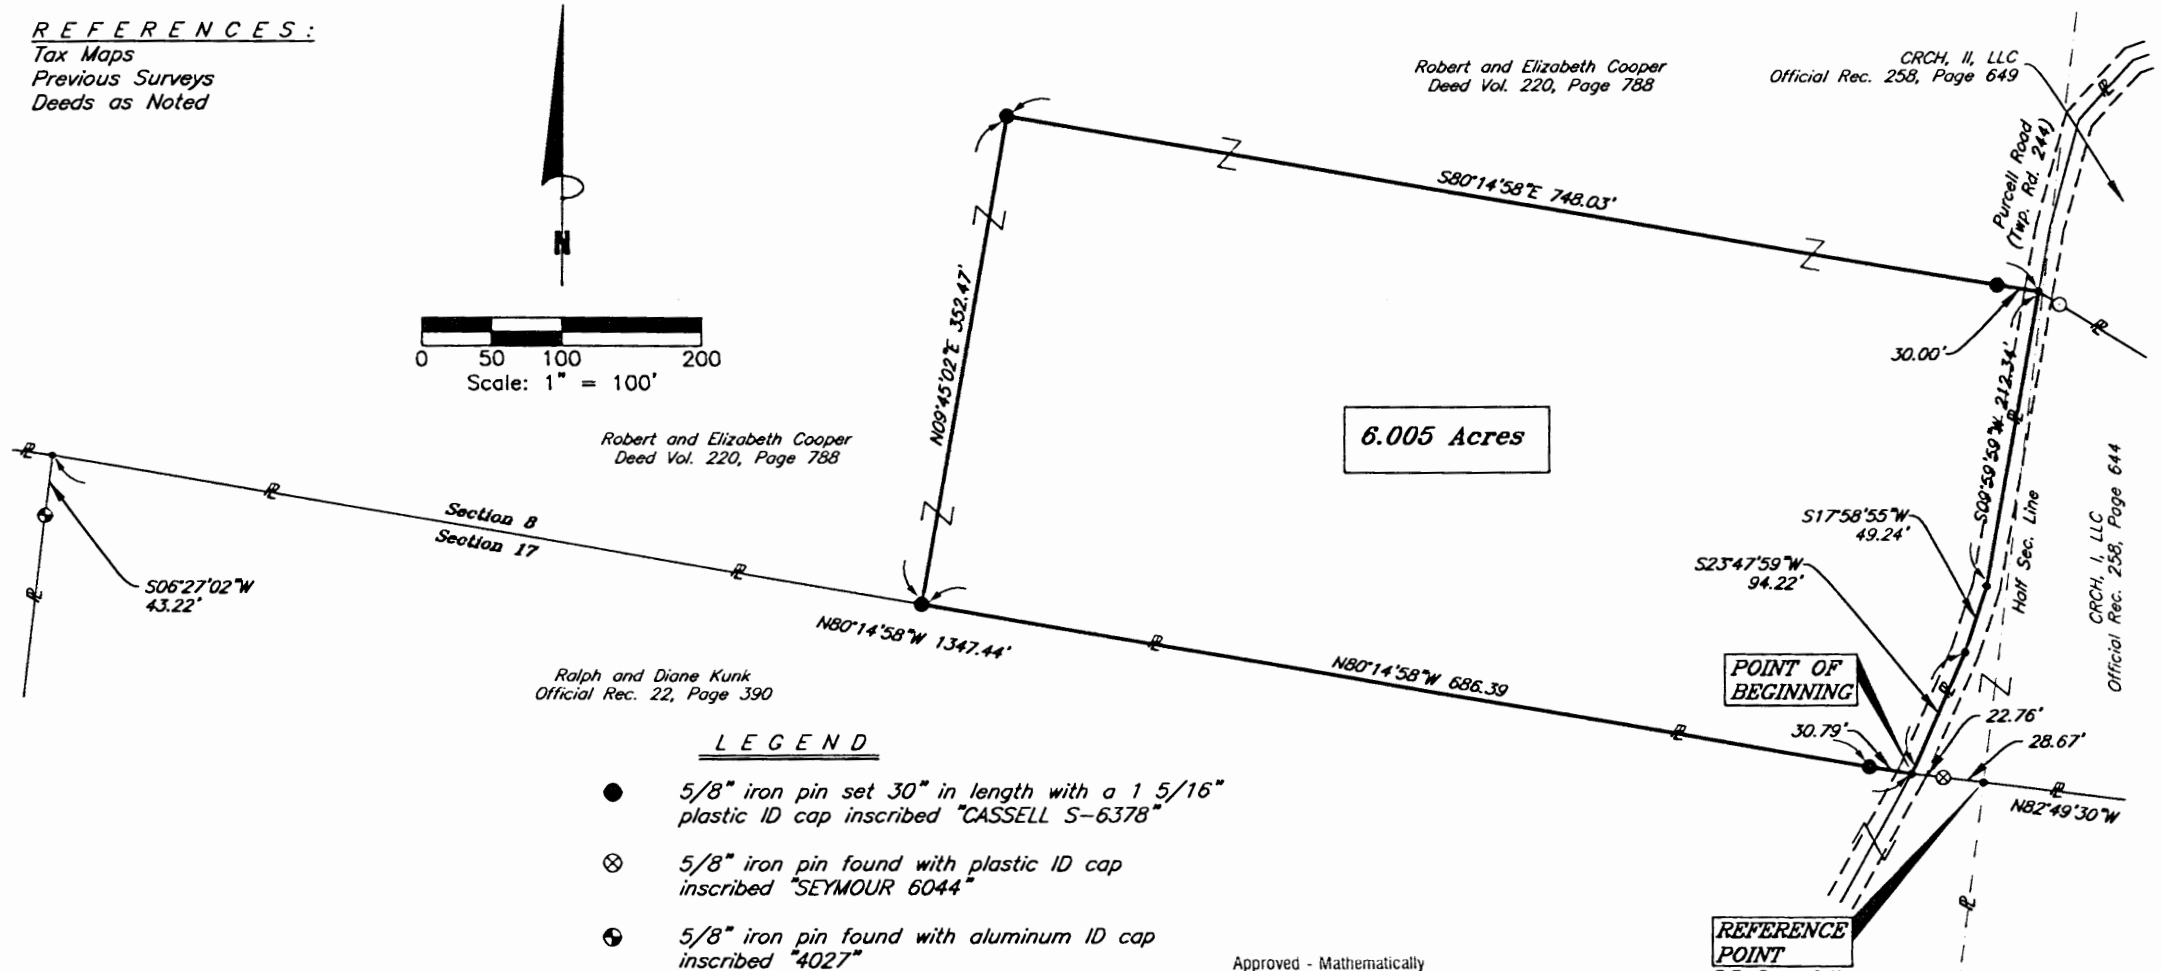 REFERENCES:
Tax Maps
Previous Surveys
Deeds as Noted
N
0 50 100 200
Scale: 1" = 100'
Robert and Elizabeth Cooper
Deed Vol. 220, Page 788
CRCH, II, LLC
Official Rec. 258, Page 649
Purcell Road
(Twp. Rd. 244)
S80°14'58"E 748.03'
N09°45'02"E 352.47'
30.00'
6.005 Acres
S09°59'59"W 212.34'
Half Sec. Line
CRCH, I, LLC
Official Rec. 258, Page 644
Robert and Elizabeth Cooper
Deed Vol. 220, Page 788
Section 8
Section 17
S06°27'02"W
43.22'
S17°58'55"W
49.24'
S23°47'59"W
94.22'
N80°14'58"W 1347.44'
N80°14'58"W 686.39
Ralph and Diane Kunk
Official Rec. 22, Page 390
POINT OF
BEGINNING
30.79'
22.76'
28.67'
N82°49'30"W
REFERENCE
POINT
LEGEND
5/8" iron pin set 30" in length with a 1 5/16"
plastic ID cap inscribed "CASSELL S-6378"
5/8" iron pin found with plastic ID cap
inscribed "SEYMOUR 6044"
5/8" iron pin found with aluminum ID cap
inscribed "4027"
Approved - Mathematically